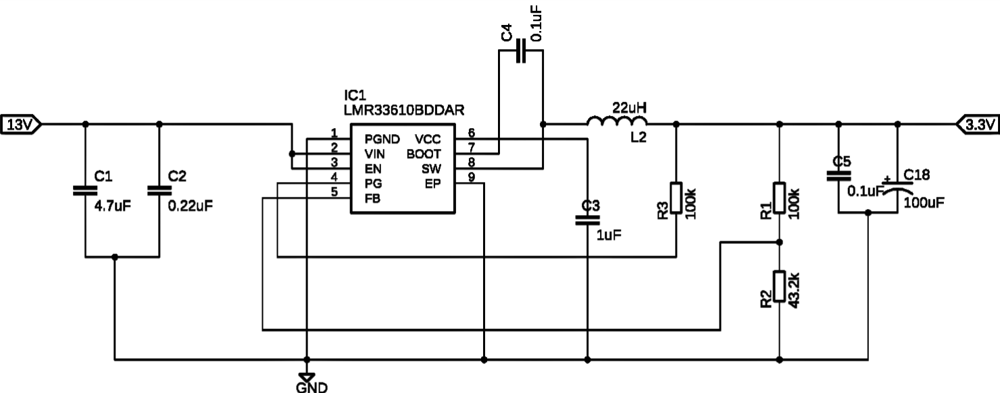 C4
0.1uF
IC1
LMR33610BDDAR
22uH
L2
13V
3.3V
1 PGND VCC 6
2 VIN BOOT 7
3 EN SW 8
4 PG EP 9
5 FB
C1
4.7uF
C2
0.22uF
C3
1uF
R3
100k
R1
100k
C5
0.1uF
+
C18
100uF
R2
43.2k
GND